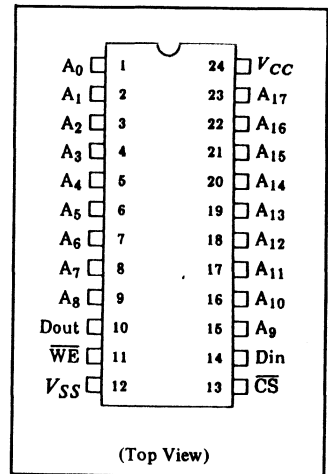 A0 1 24 VCC
A1 2 23 A17
A2 3 22 A16
A3 4 21 A15
A4 5 20 A14
A5 6 19 A13
A6 7 18 A12
A7 8 17 A11
A8 9 16 A10
Dout 10 15 A9
W̅E̅ 11 14 Din
VSS 12 13 C̅S̅
(Top View)